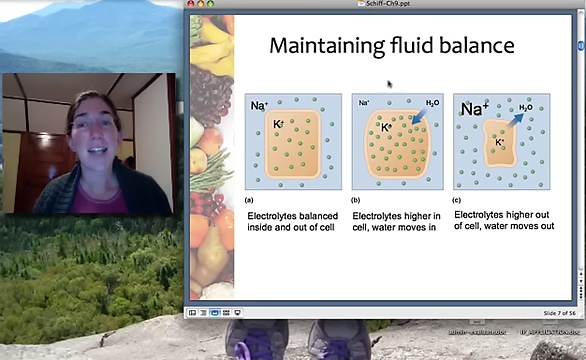 Schiff-Ch9.ppt
Maintaining fluid balance
Na+
K+
Na+
H2O
K+
Na+
H2O
K+
(a)
(b)
(c)
Electrolytes balanced
inside and out of cell
Electrolytes higher in
cell, water moves in
Electrolytes higher out
of cell, water moves out
Slide 7 of 56